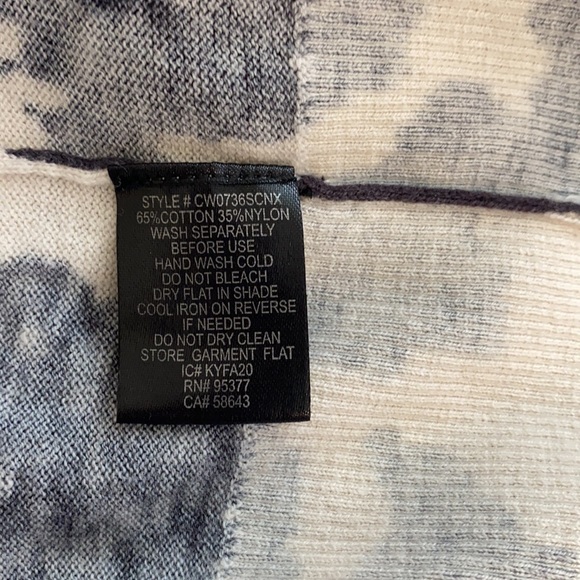 STYLE # CW0736SCNX
65%COTTON 35%NYLON
WASH SEPARATELY
BEFORE USE
HAND WASH COLD
DO NOT BLEACH
DRY FLAT IN SHADE
COOL IRON ON REVERSE
IF NEEDED
DO NOT DRY CLEAN
STORE GARMENT FLAT
IC# KYFA20
RN# 95377
CA# 58643